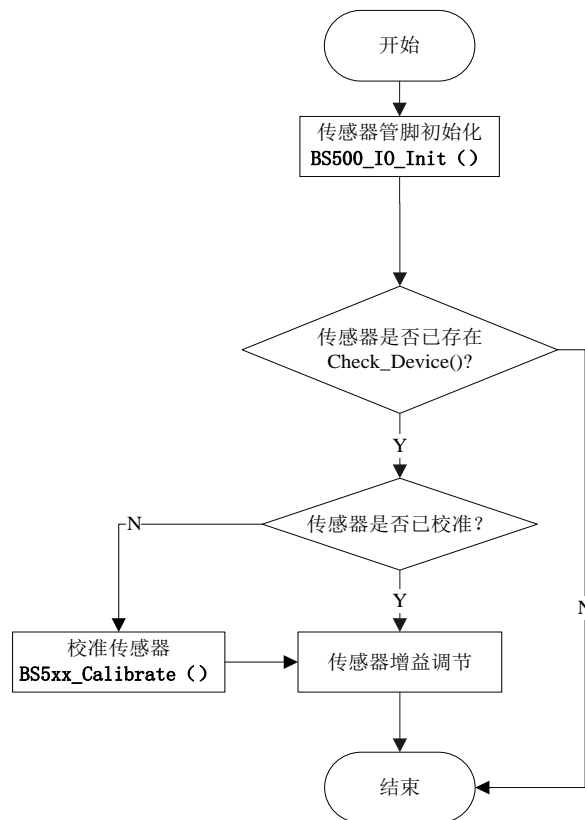 开始
传感器管脚初始化
BS500_IO_Init（）
传感器是否已存在
Check_Device()?
Y
传感器是否已校准？
N
Y
N
校准传感器
BS5xx_Calibrate（）
传感器增益调节
结束